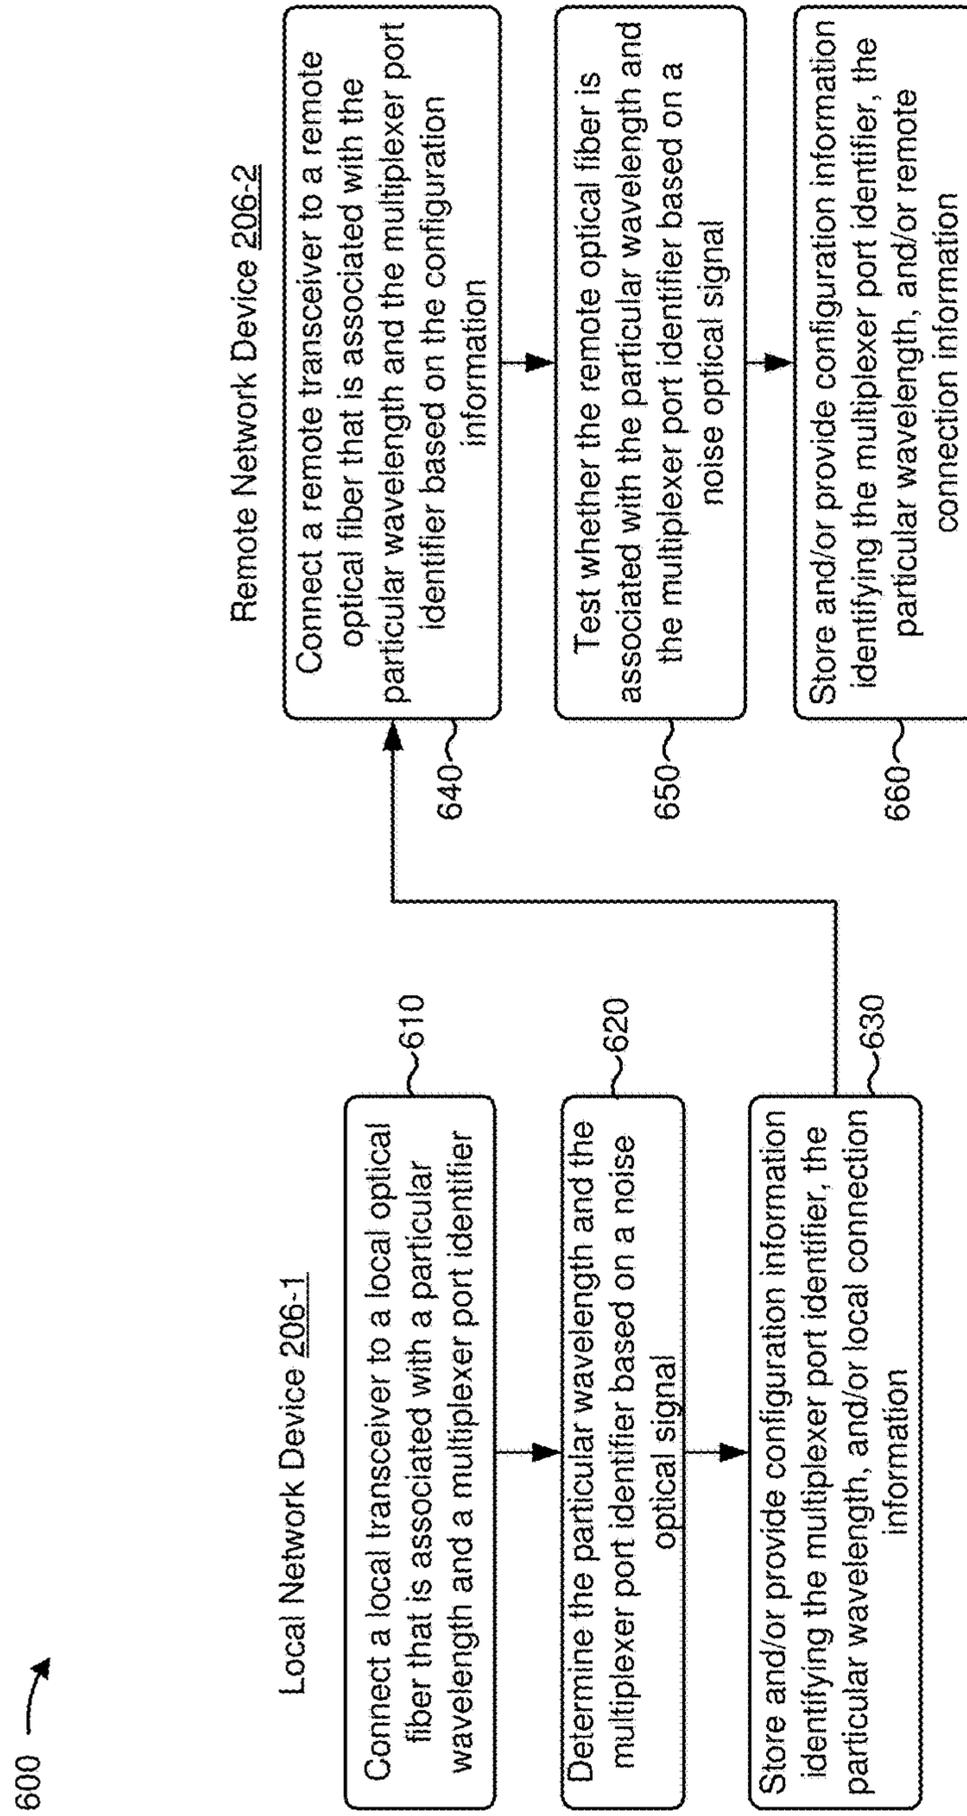 600
Local Network Device 206-1
Connect a local transceiver to a local optical
fiber that is associated with a particular
wavelength and a multiplexer port identifier
610
Determine the particular wavelength and the
multiplexer port identifier based on a noise
optical signal
620
Store and/or provide configuration information
identifying the multiplexer port identifier, the
particular wavelength, and/or local connection
information
630
Remote Network Device 206-2
Connect a remote transceiver to a remote
optical fiber that is associated with the
particular wavelength and the multiplexer port
identifier based on the configuration
information
640
Test whether the remote optical fiber is
associated with the particular wavelength and
the multiplexer port identifier based on a
noise optical signal
650
Store and/or provide configuration information
identifying the multiplexer port identifier, the
particular wavelength, and/or remote
connection information
660